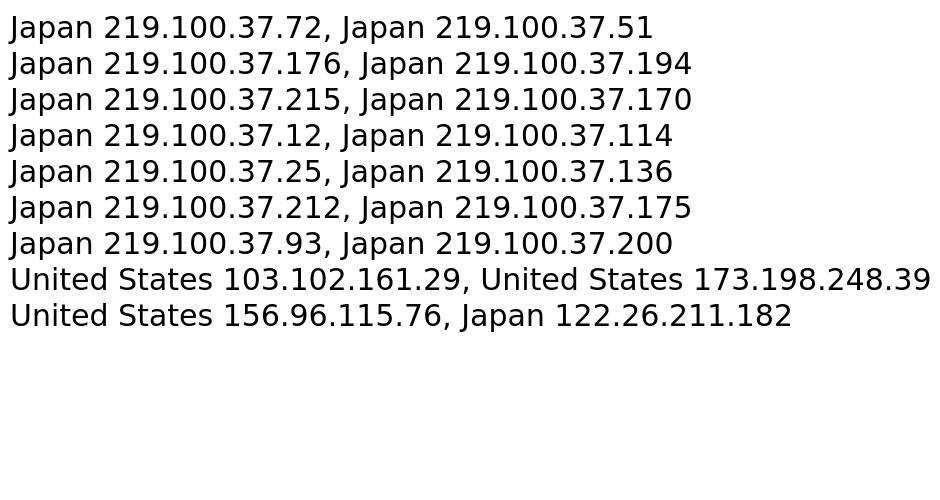 Japan 219.100.37.72, Japan 219.100.37.51
Japan 219.100.37.176, Japan 219.100.37.194
Japan 219.100.37.215, Japan 219.100.37.170
Japan 219.100.37.12, Japan 219.100.37.114
Japan 219.100.37.25, Japan 219.100.37.136
Japan 219.100.37.212, Japan 219.100.37.175
Japan 219.100.37.93, Japan 219.100.37.200
United States 103.102.161.29, United States 173.198.248.39
United States 156.96.115.76, Japan 122.26.211.182